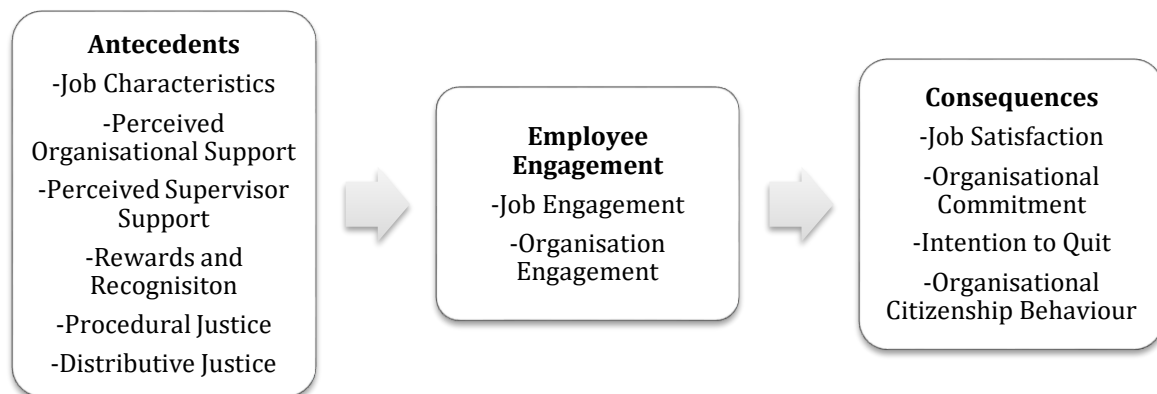 Antecedents
-Job Characteristics
-Perceived
Organisational Support
-Perceived Supervisor
Support
-Rewards and
Recognisiton
-Procedural Justice
-Distributive Justice
Employee
Engagement
-Job Engagement
-Organisation
Engagement
Consequences
-Job Satisfaction
-Organisational
Commitment
-Intention to Quit
-Organisational
Citizenship Behaviour